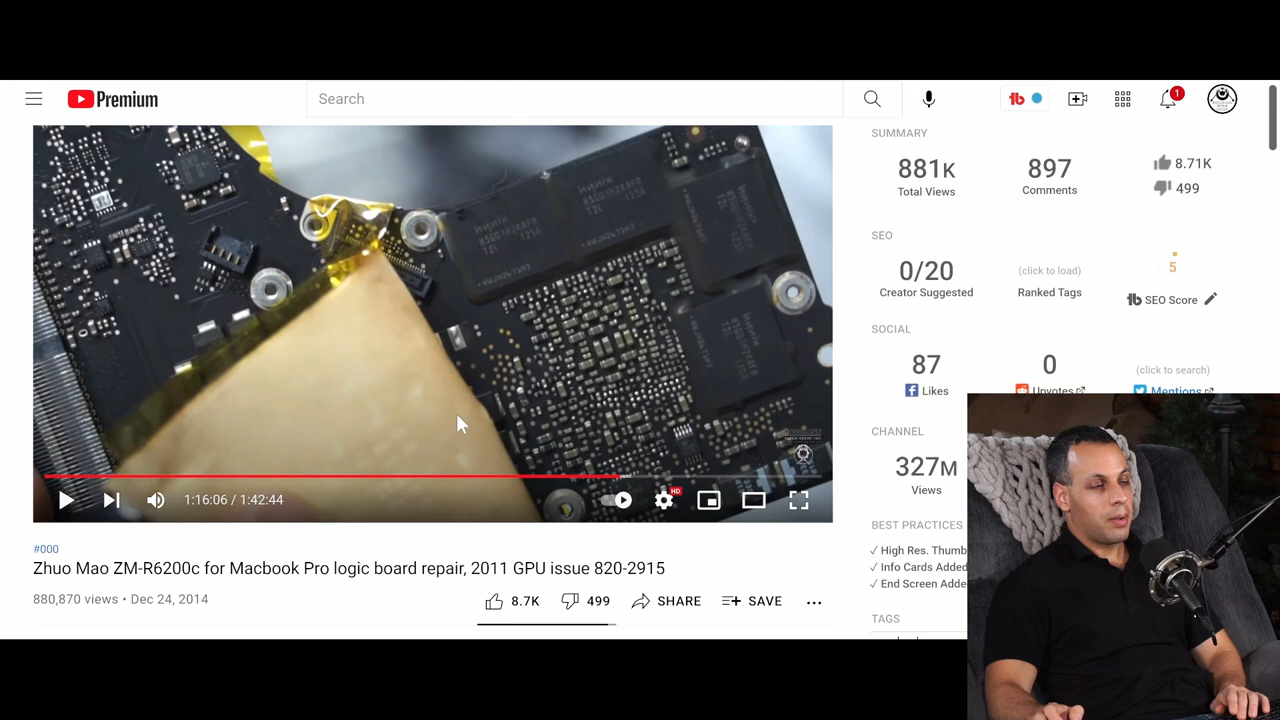 Premium
Search
1
SUMMARY
881K
Total Views
897
Comments
8.71K
499
SEO
0/20
Creator Suggested
(click to load)
Ranked Tags
5
SEO Score
SOCIAL
87
Likes
0
Upvotes
(click to search)
Mentions
CHANNEL
327M
Views
BEST PRACTICES
✓ High Res. Thumb
✓ Info Cards Added
✓ End Screen Adde
TAGS
1:16:06 / 1:42:44
HD
#000
Zhuo Mao ZM-R6200c for Macbook Pro logic board repair, 2011 GPU issue 820-2915
880,870 views • Dec 24, 2014
8.7K
499
SHARE
SAVE